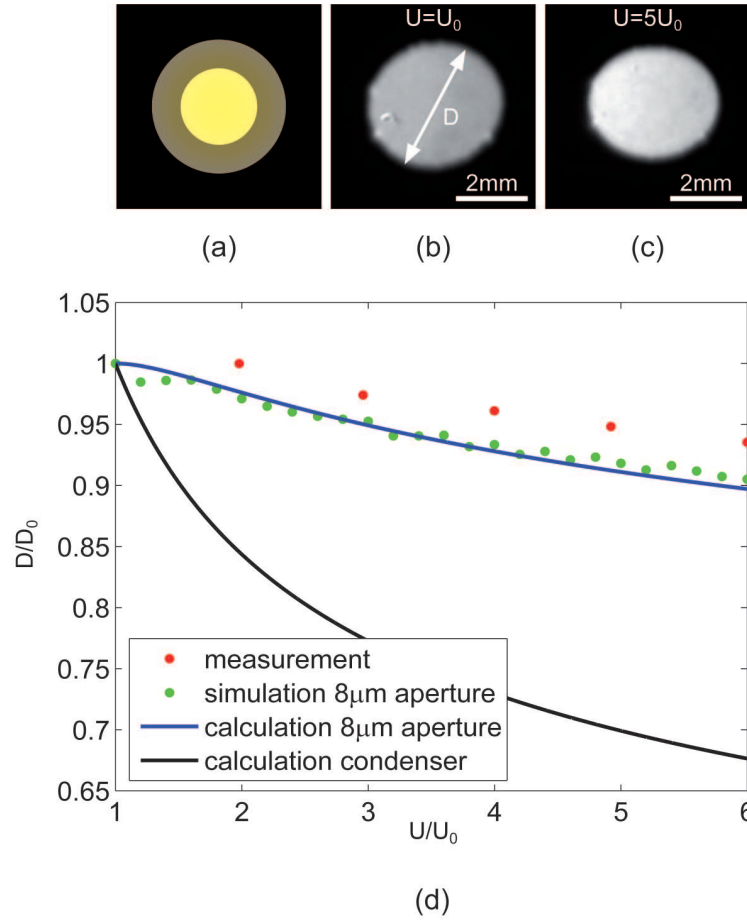 U=U₀
U=5U₀
D
2mm
2mm
(a)
(b)
(c)
1.05
1
0.95
0.9
0.85
0.8
0.75
0.7
0.65
D/D₀
measurement
simulation 8μm aperture
calculation 8μm aperture
calculation condenser
1
2
3
4
5
6
U/U₀
(d)